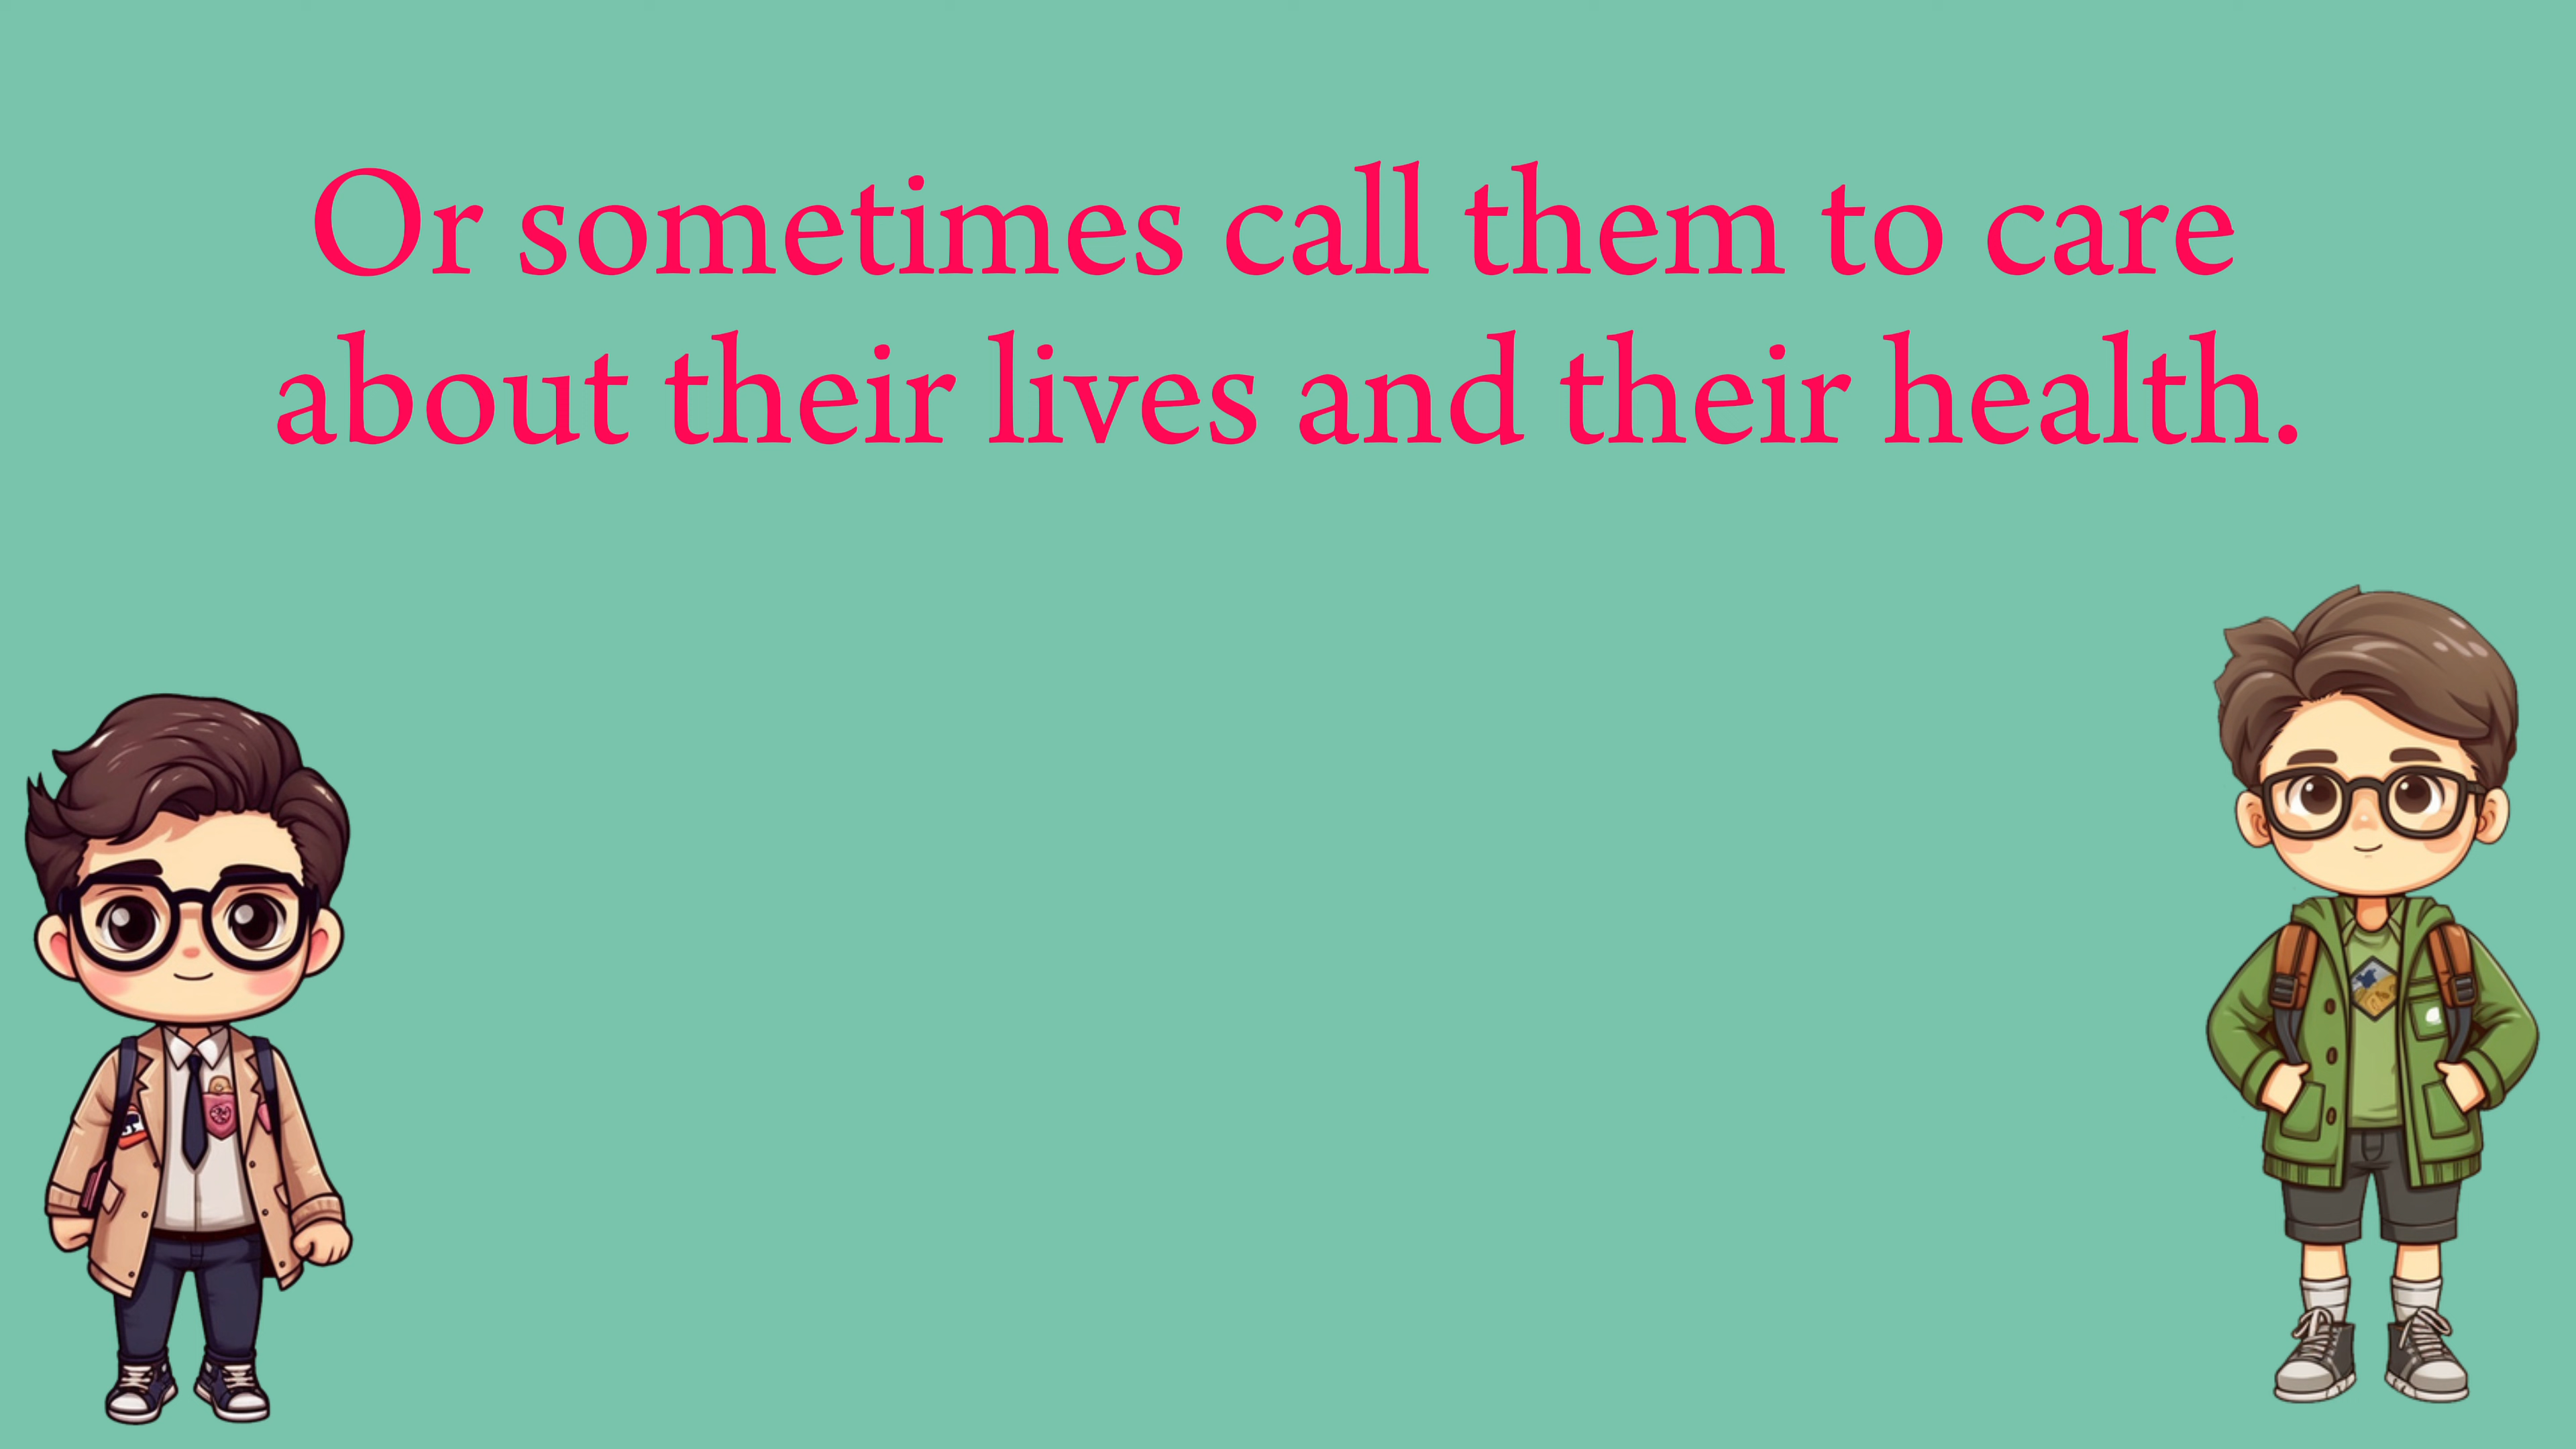 Or sometimes call them to care
about their lives and their health.